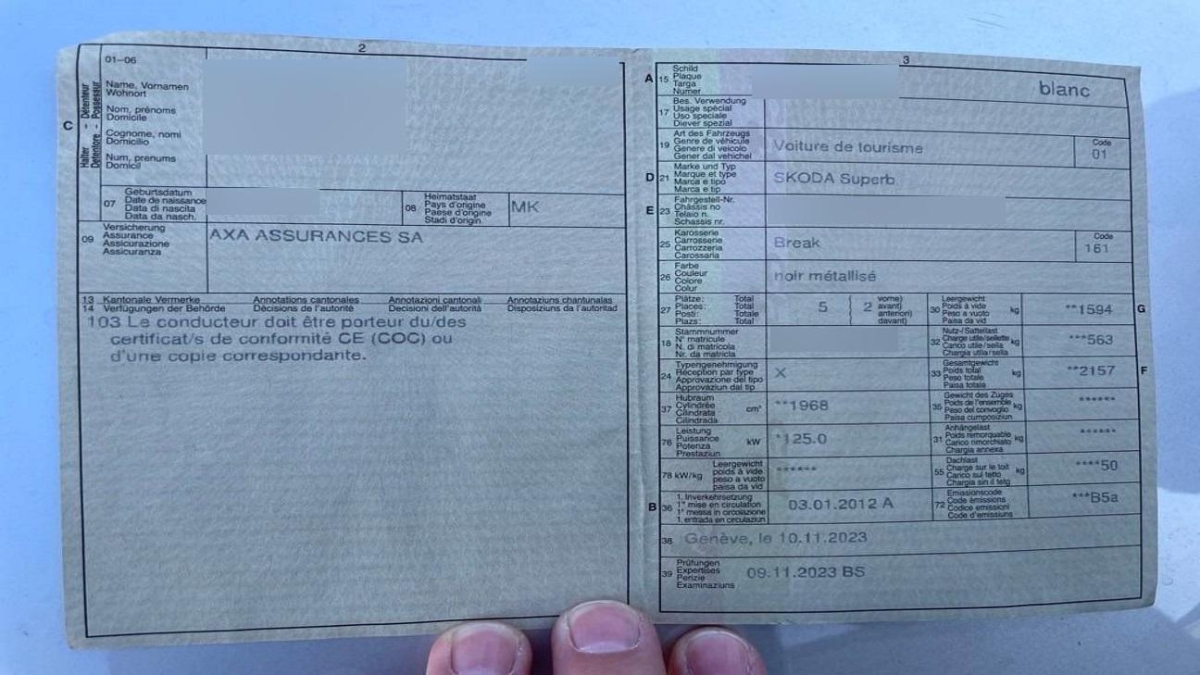 2
01-06
C
Halter - Détenteur
Detentore - Possessur
Name, Vornamen
Wohnort
Nom, prénoms
Domicile
Cognome, nomi
Domicilio
Num, prenums
Domicil
07
Geburtsdatum
Date de naissance
Data di nascita
Data da nasch.
08
Heimatstaat
Pays d'origine
Paese d'origine
Stadi d'origin
MK
09
Versicherung
Assurance
Assicurazione
Assicuranza
AXA ASSURANCES SA
13 Kantonale Vermerke Annotations cantonales Annotazioni cantonali Annotaziuns chantunalas
14 Verfügungen der Behörde Décisions de l'autorité Decisioni dell'autorità Disposiziuns da l'autoritad
103 Le conducteur doit être porteur du/des
certificat/s de conformité CE (COC) ou
d'une copie correspondante.
3
A 15
Schild
Plaque
Targa
Numer
blanc
17
Bes. Verwendung
Usage spécial
Uso speciale
Diever spezial
19
Art des Fahrzeugs
Genre de véhicule
Genere di veicolo
Gener dal vehichel
Voiture de tourisme
Code
01
D 21
Marke und Typ
Marque et type
Marca e tipo
Marca e tip
SKODA Superb
E 23
Fahrgestell-Nr.
Châssis no
Telaio n.
Schassis nr.
25
Karosserie
Carrosserie
Carrozzeria
Carossaria
Break
Code
161
26
Farbe
Couleur
Colore
Colur
noir métallisé
27
Plätze: Total
Places: Total
Posti: Totale
Plazs: Total
5
2
vorne)
avant)
anteriori)
davant)
30
Leergewicht
Poids à vide
Peso a vuoto
Paisa da vid
kg
**1594
G
18
Stammnummer
N° matricule
N. di matricola
Nr. da matricla
32
Nutz-/Sattellast
Charge utile/sellette
Carico utile/sella
Chargia utila/sella
kg
***563
24
Typengenehmigung
Réception par type
Approvazione del tipo
Approvaziun dal tip
X
33
Gesamtgewicht
Poids total
Peso totale
Paisa totala
kg
**2157
F
37
Hubraum
Cylindrée
Cilindrata
Cilindrada
cm³
**1968
35
Gewicht des Zuges
Poids de l'ensemble
Peso del convoglio
Paisa cumposiziun
kg
******
76
Leistung
Puissance
Potenza
Prestaziun
kW
*125.0
31
Anhängelast
Poids remorquable
Carico rimorchiato
Chargia annexa
kg
******
78 kW/kg
Leergewicht
poids à vide
peso a vuoto
paisa da vid
******
55
Dachlast
Charge sur le toit
Carico sul tetto
Chargia sin il tetg
kg
****50
B 36
1. Inverkehrsetzung
1re mise en circulation
1a messa in circolazione
1. entrada en circulaziun
03.01.2012 A
72
Emissionscode
Code émissions
Codice emissioni
Code d'emissiuns
***B5a
38
Genève, le 10.11.2023
39
Prüfungen
Expertises
Perizie
Examinaziuns
09.11.2023 BS